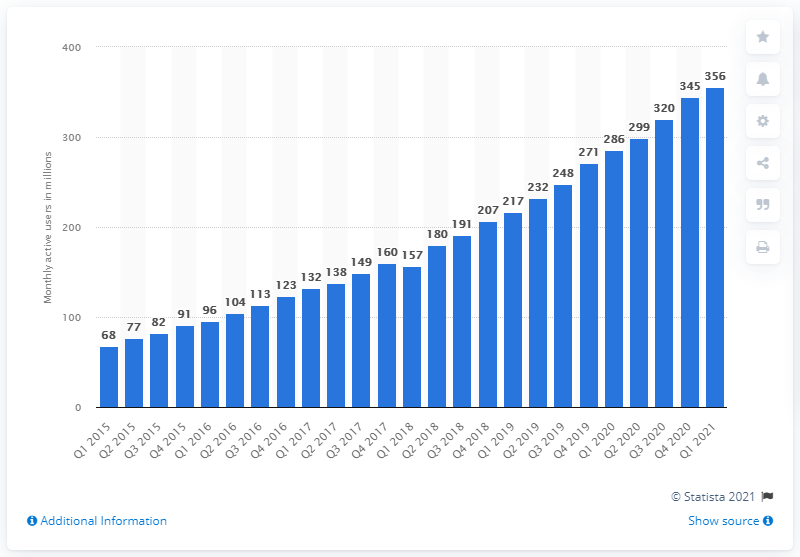 400
300
200
100
0
Monthly active users in millions
68 77 82 91 96 104 113 123 132 138 149 160 157 180 191 207 217 232 248 271 286 299 320 345 356
Q1 2015
Q2 2015
Q3 2015
Q4 2015
Q1 2016
Q2 2016
Q3 2016
Q4 2016
Q1 2017
Q2 2017
Q3 2017
Q4 2017
Q1 2018
Q2 2018
Q3 2018
Q4 2018
Q1 2019
Q2 2019
Q3 2019
Q4 2019
Q1 2020
Q2 2020
Q3 2020
Q4 2020
Q1 2021
© Statista 2021
Additional Information
Show source